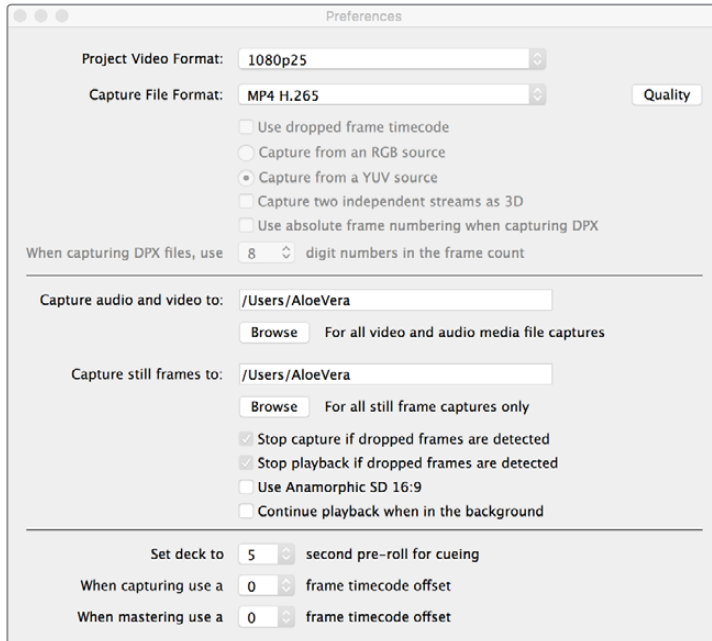 Preferences
Project Video Format: 1080p25
Capture File Format: MP4 H.265 Quality
Use dropped frame timecode
Capture from an RGB source
Capture from a YUV source
Capture two independent streams as 3D
Use absolute frame numbering when capturing DPX
When capturing DPX files, use 8 digit numbers in the frame count
Capture audio and video to: /Users/AloeVera
Browse For all video and audio media file captures
Capture still frames to: /Users/AloeVera
Browse For all still frame captures only
Stop capture if dropped frames are detected
Stop playback if dropped frames are detected
Use Anamorphic SD 16:9
Continue playback when in the background
Set deck to 5 second pre-roll for cueing
When capturing use a 0 frame timecode offset
When mastering use a 0 frame timecode offset